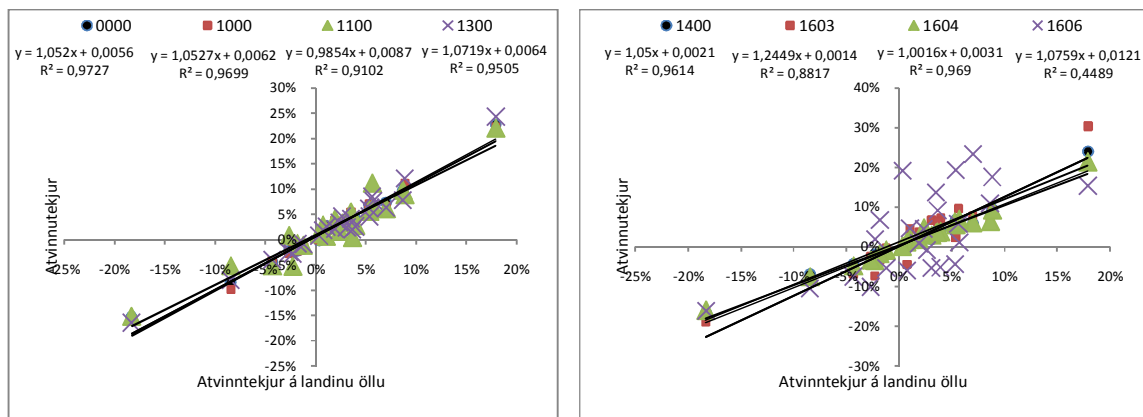 0000 1000 1100 1300
y = 1,052x + 0,0056 y = 1,0527x + 0,0062 y = 0,9854x + 0,0087 y = 1,0719x + 0,0064
R² = 0,9727 R² = 0,9699 R² = 0,9102 R² = 0,9505
30%
25%
20%
15%
10%
5%
0%
-25% -20% -15% -10% -5% 0% 5% 10% 15% 20%
-5%
-10%
-15%
-20%
-25%
Atvinnutekjur
Atvinntekjur á landinu öllu
1400 1603 1604 1606
y = 1,05x + 0,0021 y = 1,2449x + 0,0014 y = 1,0016x + 0,0031 y = 1,0759x + 0,0121
R² = 0,9614 R² = 0,8817 R² = 0,969 R² = 0,4489
40%
30%
20%
10%
0%
-25% -20% -15% -10% -5% 0% 5% 10% 15% 20%
-10%
-20%
-30%
Atvinnutekjur
Atvinntekjur á landinu öllu